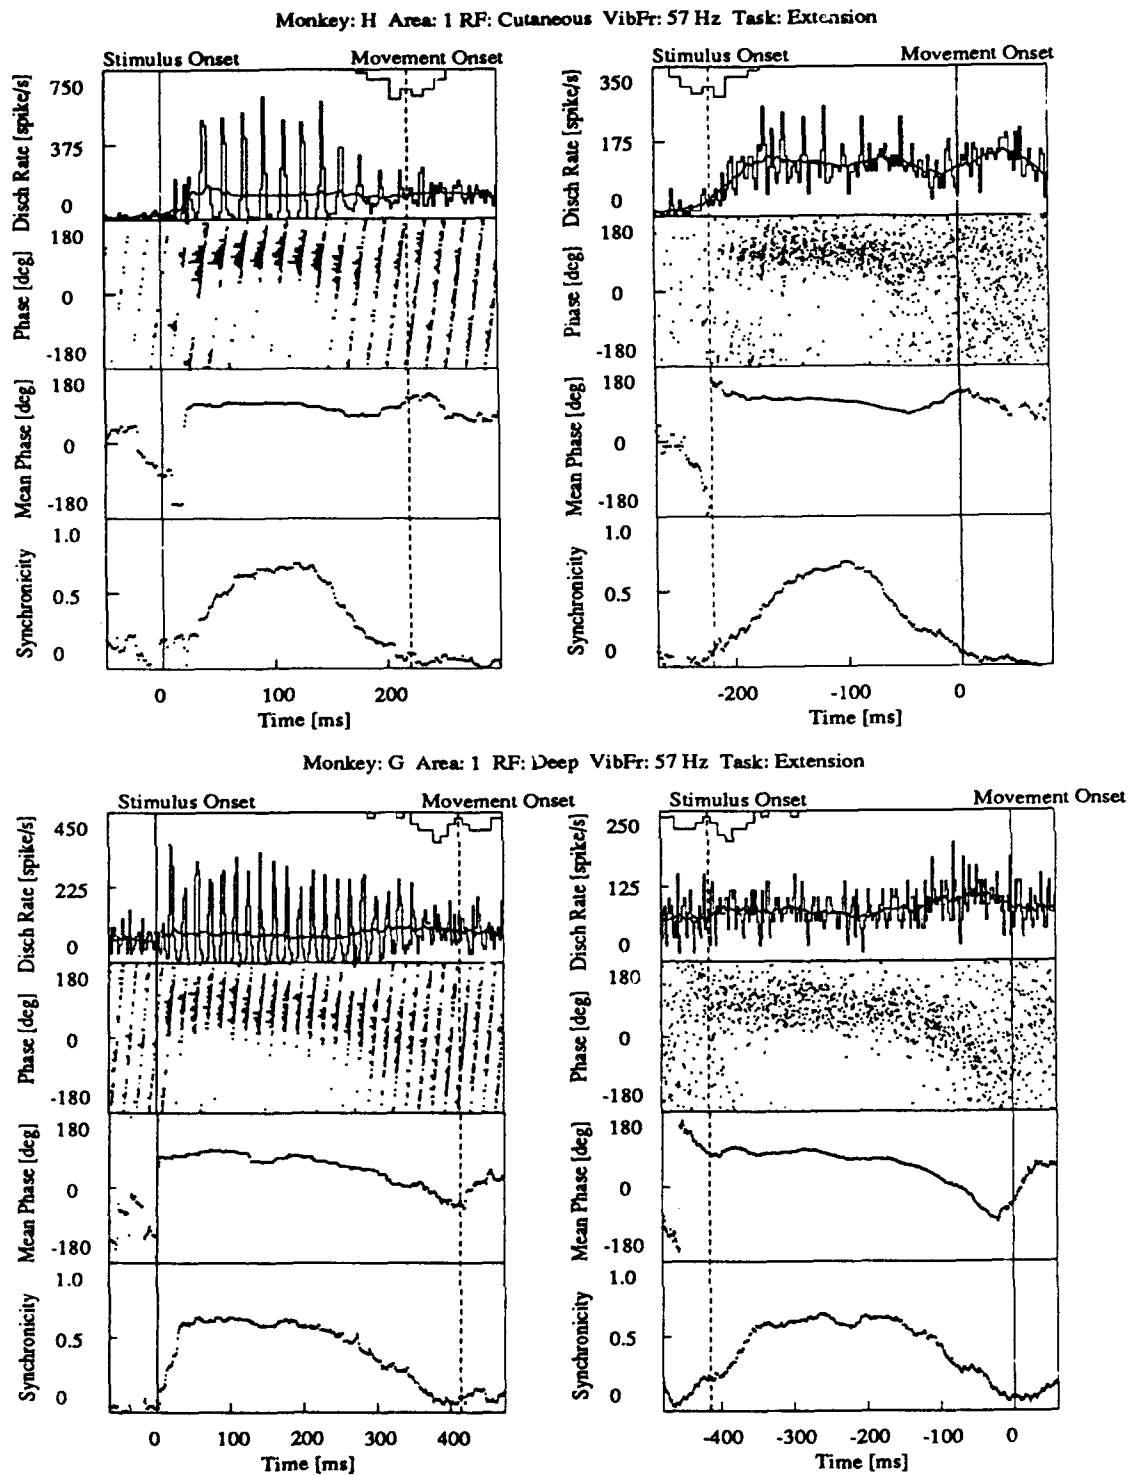 Monkey: H Area: 1 RF: Cutaneous VibFr: 57 Hz Task: Extension
Stimulus Onset Movement Onset
Disch Rate [spike/s]
750
375
0
Phase [deg]
180
0
-180
Mean Phase [deg]
180
0
-180
Synchronicity
1.0
0.5
0
0 100 200
Time [ms]
Stimulus Onset Movement Onset
Disch Rate [spike/s]
350
175
0
Phase [deg]
180
0
-180
Mean Phase [deg]
180
0
-180
Synchronicity
1.0
0.5
0
-200 -100 0
Time [ms]
Monkey: G Area: 1 RF: Deep VibFr: 57 Hz Task: Extension
Stimulus Onset Movement Onset
Disch Rate [spike/s]
450
225
0
Phase [deg]
180
0
-180
Mean Phase [deg]
180
0
-180
Synchronicity
1.0
0.5
0
0 100 200 300 400
Time [ms]
Stimulus Onset Movement Onset
Disch Rate [spike/s]
250
125
0
Phase [deg]
180
0
-180
Mean Phase [deg]
180
0
-180
Synchronicity
1.0
0.5
0
-400 -300 -200 -100 0
Time [ms]